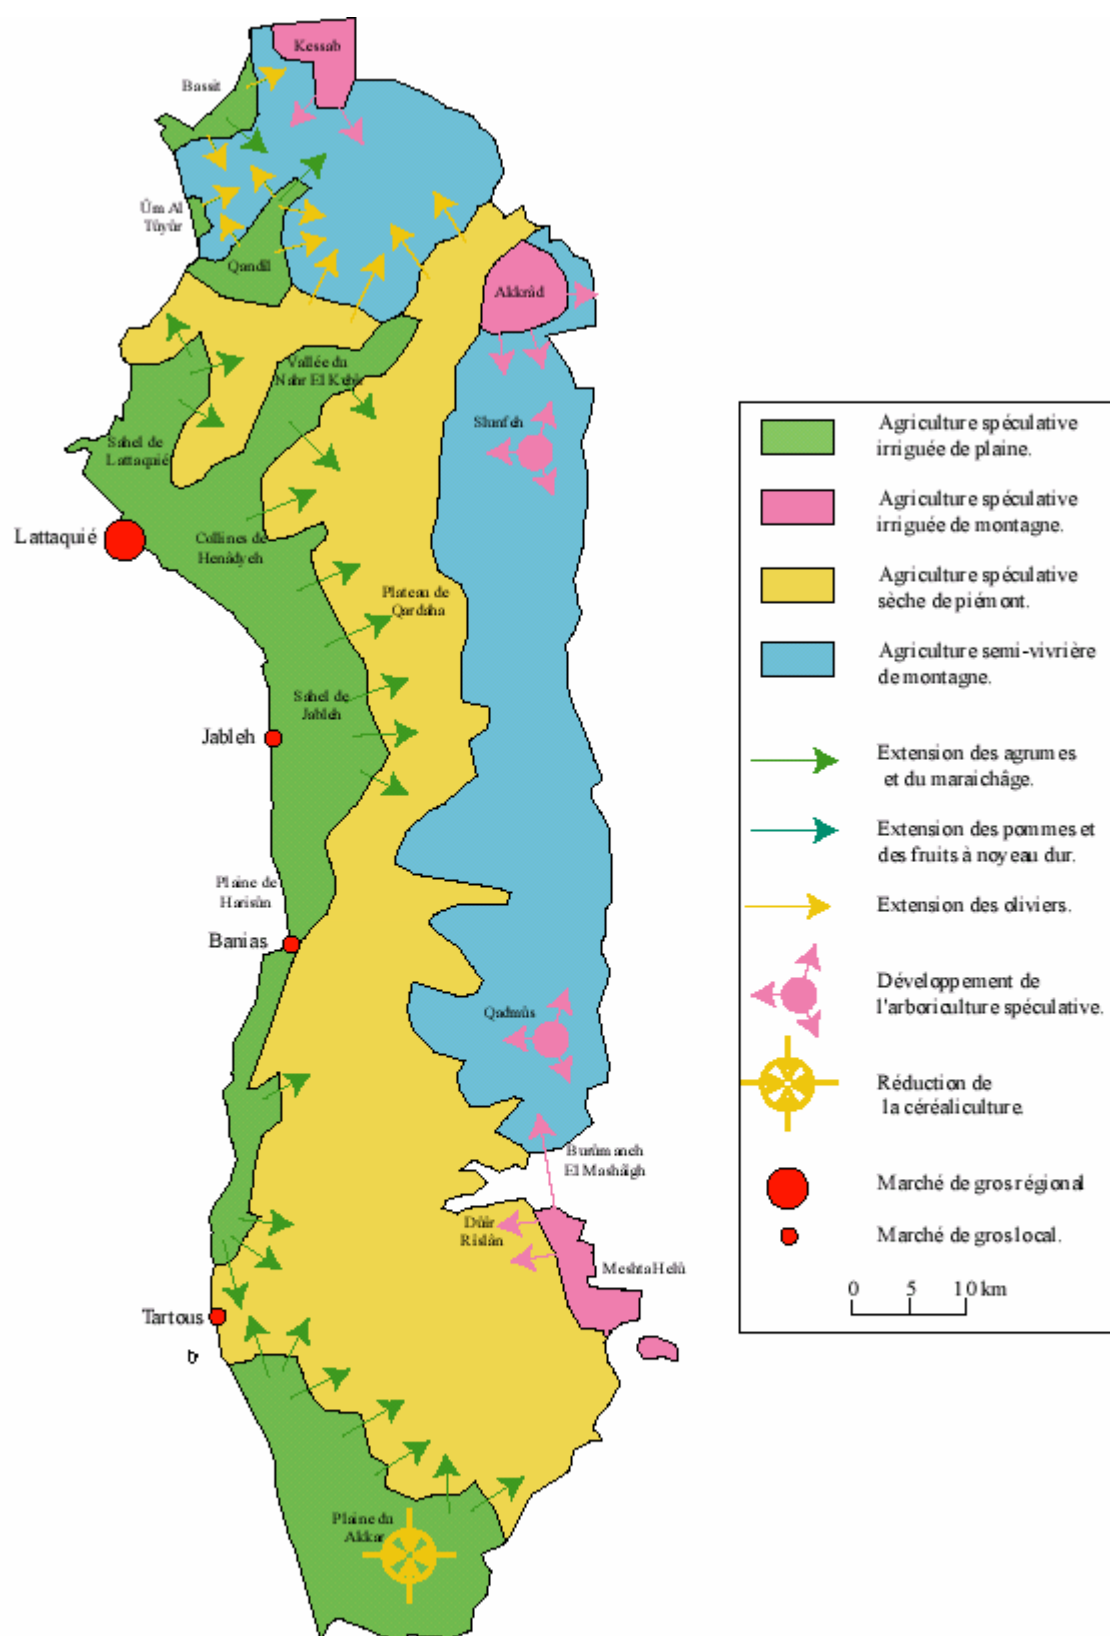 Kessab
Bassit
Ûm Al
Tûyûr
Qandîl
Akkrâd
Vallée du
Nahr El Kebîr
Slunfeh
Sahel de
Lattaquié
Lattaquié
Collines de
Henâdyeh
Plateau de
Qardaha
Sahel de
Jableh
Jableh
Plaine de
Harisûn
Banias
Qadmûs
Burûmaneh
El Mashâigh
Dûir
Rislân
Meshta Helû
Tartous
Plaine du
Akkar
Agriculture spéculative
irriguée de plaine.
Agriculture spéculative
irriguée de montagne.
Agriculture spéculative
sèche de piémont.
Agriculture semi-vivrière
de montagne.
Extension des agrumes
et du maraichâge.
Extension des pommes et
des fruits à noyeau dur.
Extension des oliviers.
Développement de
l'arboriculture spéculative.
Réduction de
la céréaliculture.
Marché de gros régional
Marché de gros local.
0 5 10 km